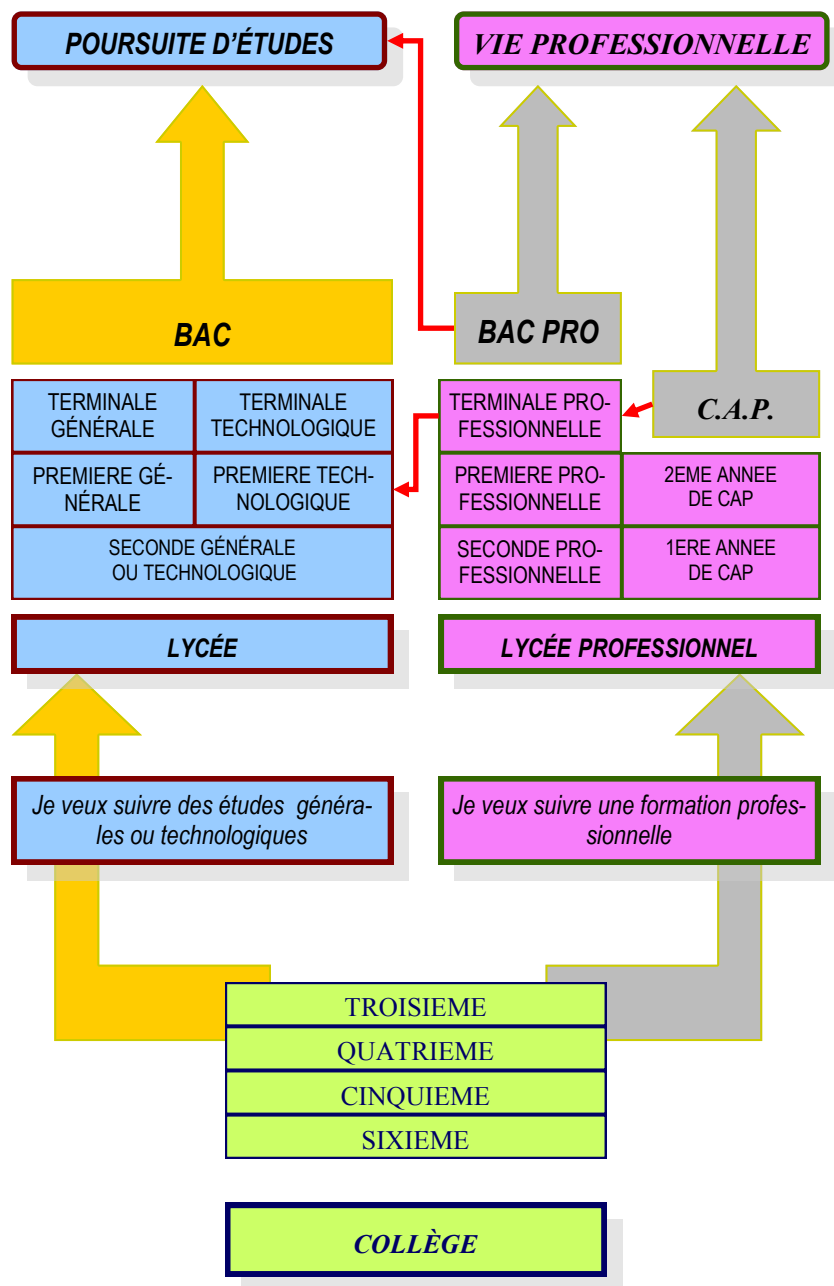 POURSUITE D'ÉTUDES
VIE PROFESSIONNELLE
BAC
BAC PRO
C.A.P.
TERMINALE
GÉNÉRALE
TERMINALE
TECHNOLOGIQUE
TERMINALE PRO-
FESSIONNELLE
PREMIERE GÉ-
NÉRALE
PREMIERE TECH-
NOLOGIQUE
PREMIERE PRO-
FESSIONNELLE
2EME ANNEE
DE CAP
SECONDE GÉNÉRALE
OU TECHNOLOGIQUE
SECONDE PRO-
FESSIONNELLE
1ERE ANNEE
DE CAP
LYCÉE
LYCÉE PROFESSIONNEL
Je veux suivre des études généra-
les ou technologiques
Je veux suivre une formation profes-
sionnelle
TROISIEME
QUATRIEME
CINQUIEME
SIXIEME
COLLÈGE